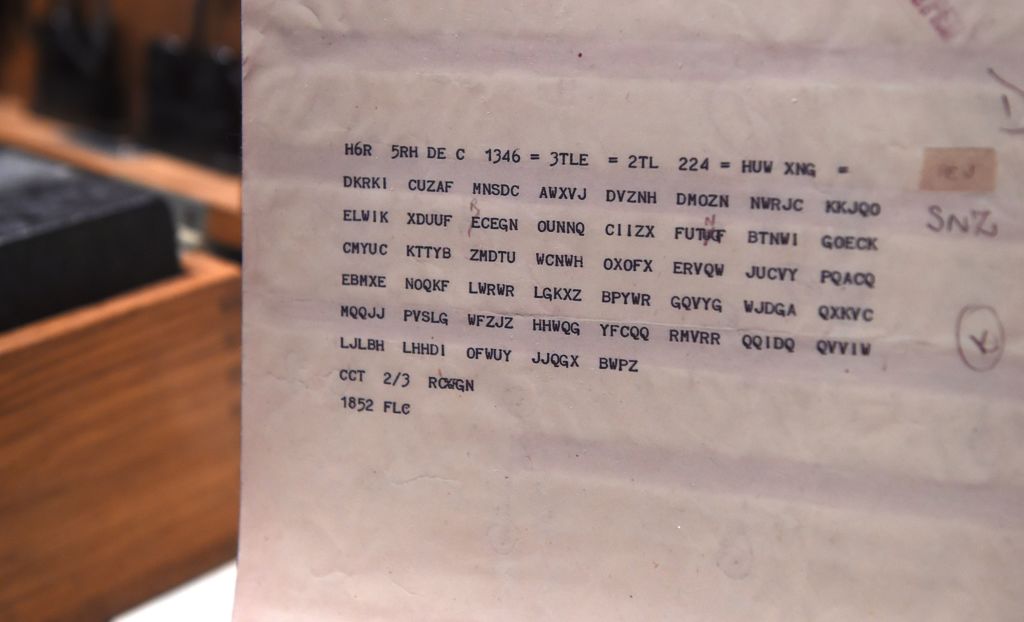 H6R 5RH DE C 1346 = 3TLE = 2TL 224 = HUW XNG =
DKRKI CUZAF MNSDC AWXVJ DVZNH DMOZN NWRJC KKJQO
SNZ
ELWIK XDUUF ECEGN OUNNQ CIIZX BTNWI GOECK
CMYUC KTTYB ZMDTU WCNWH OXOFX ERVQW JUCVY PQACQ
EBMXE NOQKF LWRWR LGKXZ BPYWR GQVYG WJDGA QXKVC
K
MQQJJ PVSLG WFZJZ HHWQG YFCQQ RMVRR QQIDQ QVVIW
LJLBH LHHDI OFWUY JJQGX BWPZ
CCT 2/3
1852 FLC